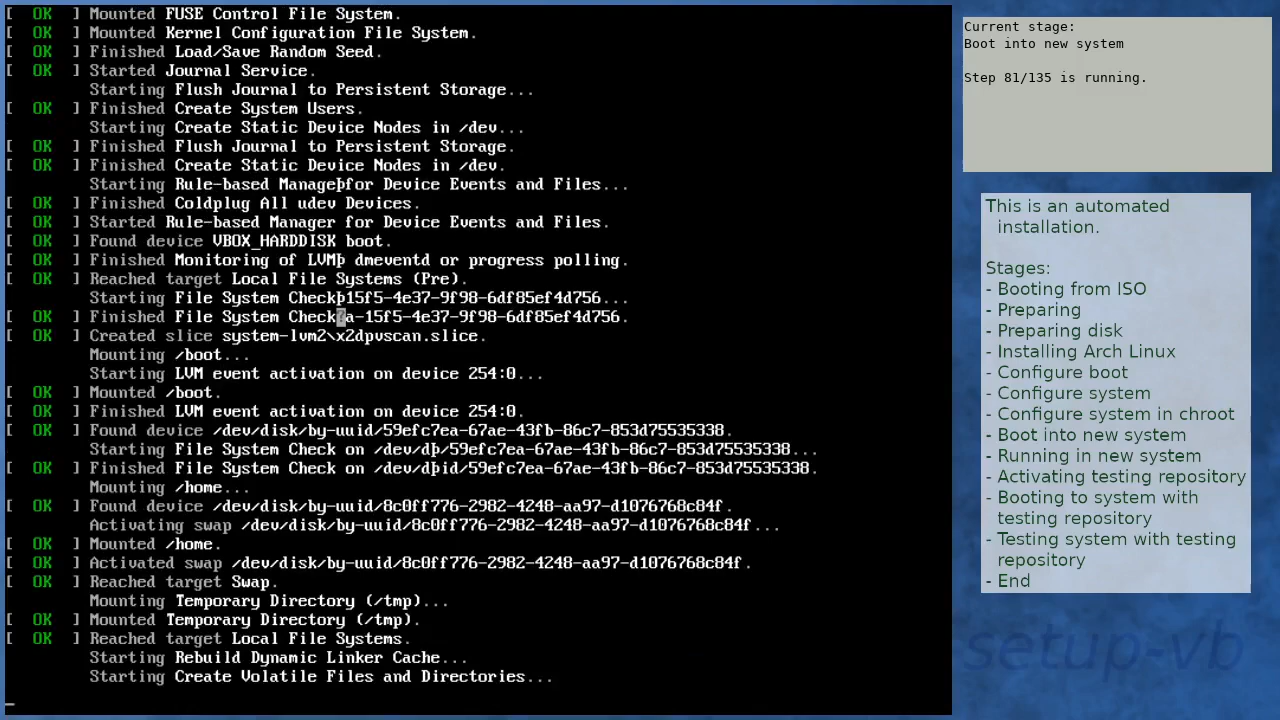 [  OK  ] Mounted FUSE Control File System.
[  OK  ] Mounted Kernel Configuration File System.
[  OK  ] Finished Load/Save Random Seed.
[  OK  ] Started Journal Service.
Starting Flush Journal to Persistent Storage...
[  OK  ] Finished Create System Users.
Starting Create Static Device Nodes in /dev...
[  OK  ] Finished Flush Journal to Persistent Storage.
[  OK  ] Finished Create Static Device Nodes in /dev.
Starting Rule-based Manageþfor Device Events and Files...
[  OK  ] Finished Coldplug All udev Devices.
[  OK  ] Started Rule-based Manager for Device Events and Files.
[  OK  ] Found device VBOX_HARDDISK boot.
[  OK  ] Finished Monitoring of LVMþ dmeventd or progress polling.
[  OK  ] Reached target Local File Systems (Pre).
Starting File System Checkþ15f5-4e37-9f98-6df85ef4d756...
[  OK  ] Finished File System Check?a-15f5-4e37-9f98-6df85ef4d756.
[  OK  ] Created slice system-lvm2\x2dpvscan.slice.
Mounting /boot...
Starting LVM event activation on device 254:0...
[  OK  ] Mounted /boot.
[  OK  ] Finished LVM event activation on device 254:0.
[  OK  ] Found device /dev/disk/by-uuid/59efc7ea-67ae-43fb-86c7-853d75535338.
Starting File System Check on /dev/dþ/59efc7ea-67ae-43fb-86c7-853d75535338...
[  OK  ] Finished File System Check on /dev/dþid/59efc7ea-67ae-43fb-86c7-853d75535338.
Mounting /home...
[  OK  ] Found device /dev/disk/by-uuid/8c0ff776-2982-4248-aa97-d1076768c84f.
Activating swap /dev/disk/by-uuid/8c0ff776-2982-4248-aa97-d1076768c84f...
[  OK  ] Mounted /home.
[  OK  ] Activated swap /dev/disk/by-uuid/8c0ff776-2982-4248-aa97-d1076768c84f.
[  OK  ] Reached target Swap.
Mounting Temporary Directory (/tmp)...
[  OK  ] Mounted Temporary Directory (/tmp).
[  OK  ] Reached target Local File Systems.
Starting Rebuild Dynamic Linker Cache...
Starting Create Volatile Files and Directories...
Current stage:
Boot into new system
Step 81/135 is running.
This is an automated
installation.
Stages:
- Booting from ISO
- Preparing
- Preparing disk
- Installing Arch Linux
- Configure boot
- Configure system
- Configure system in chroot
- Boot into new system
- Running in new system
- Activating testing repository
- Booting to system with
testing repository
- Testing system with testing
repository
- End
setup-vb